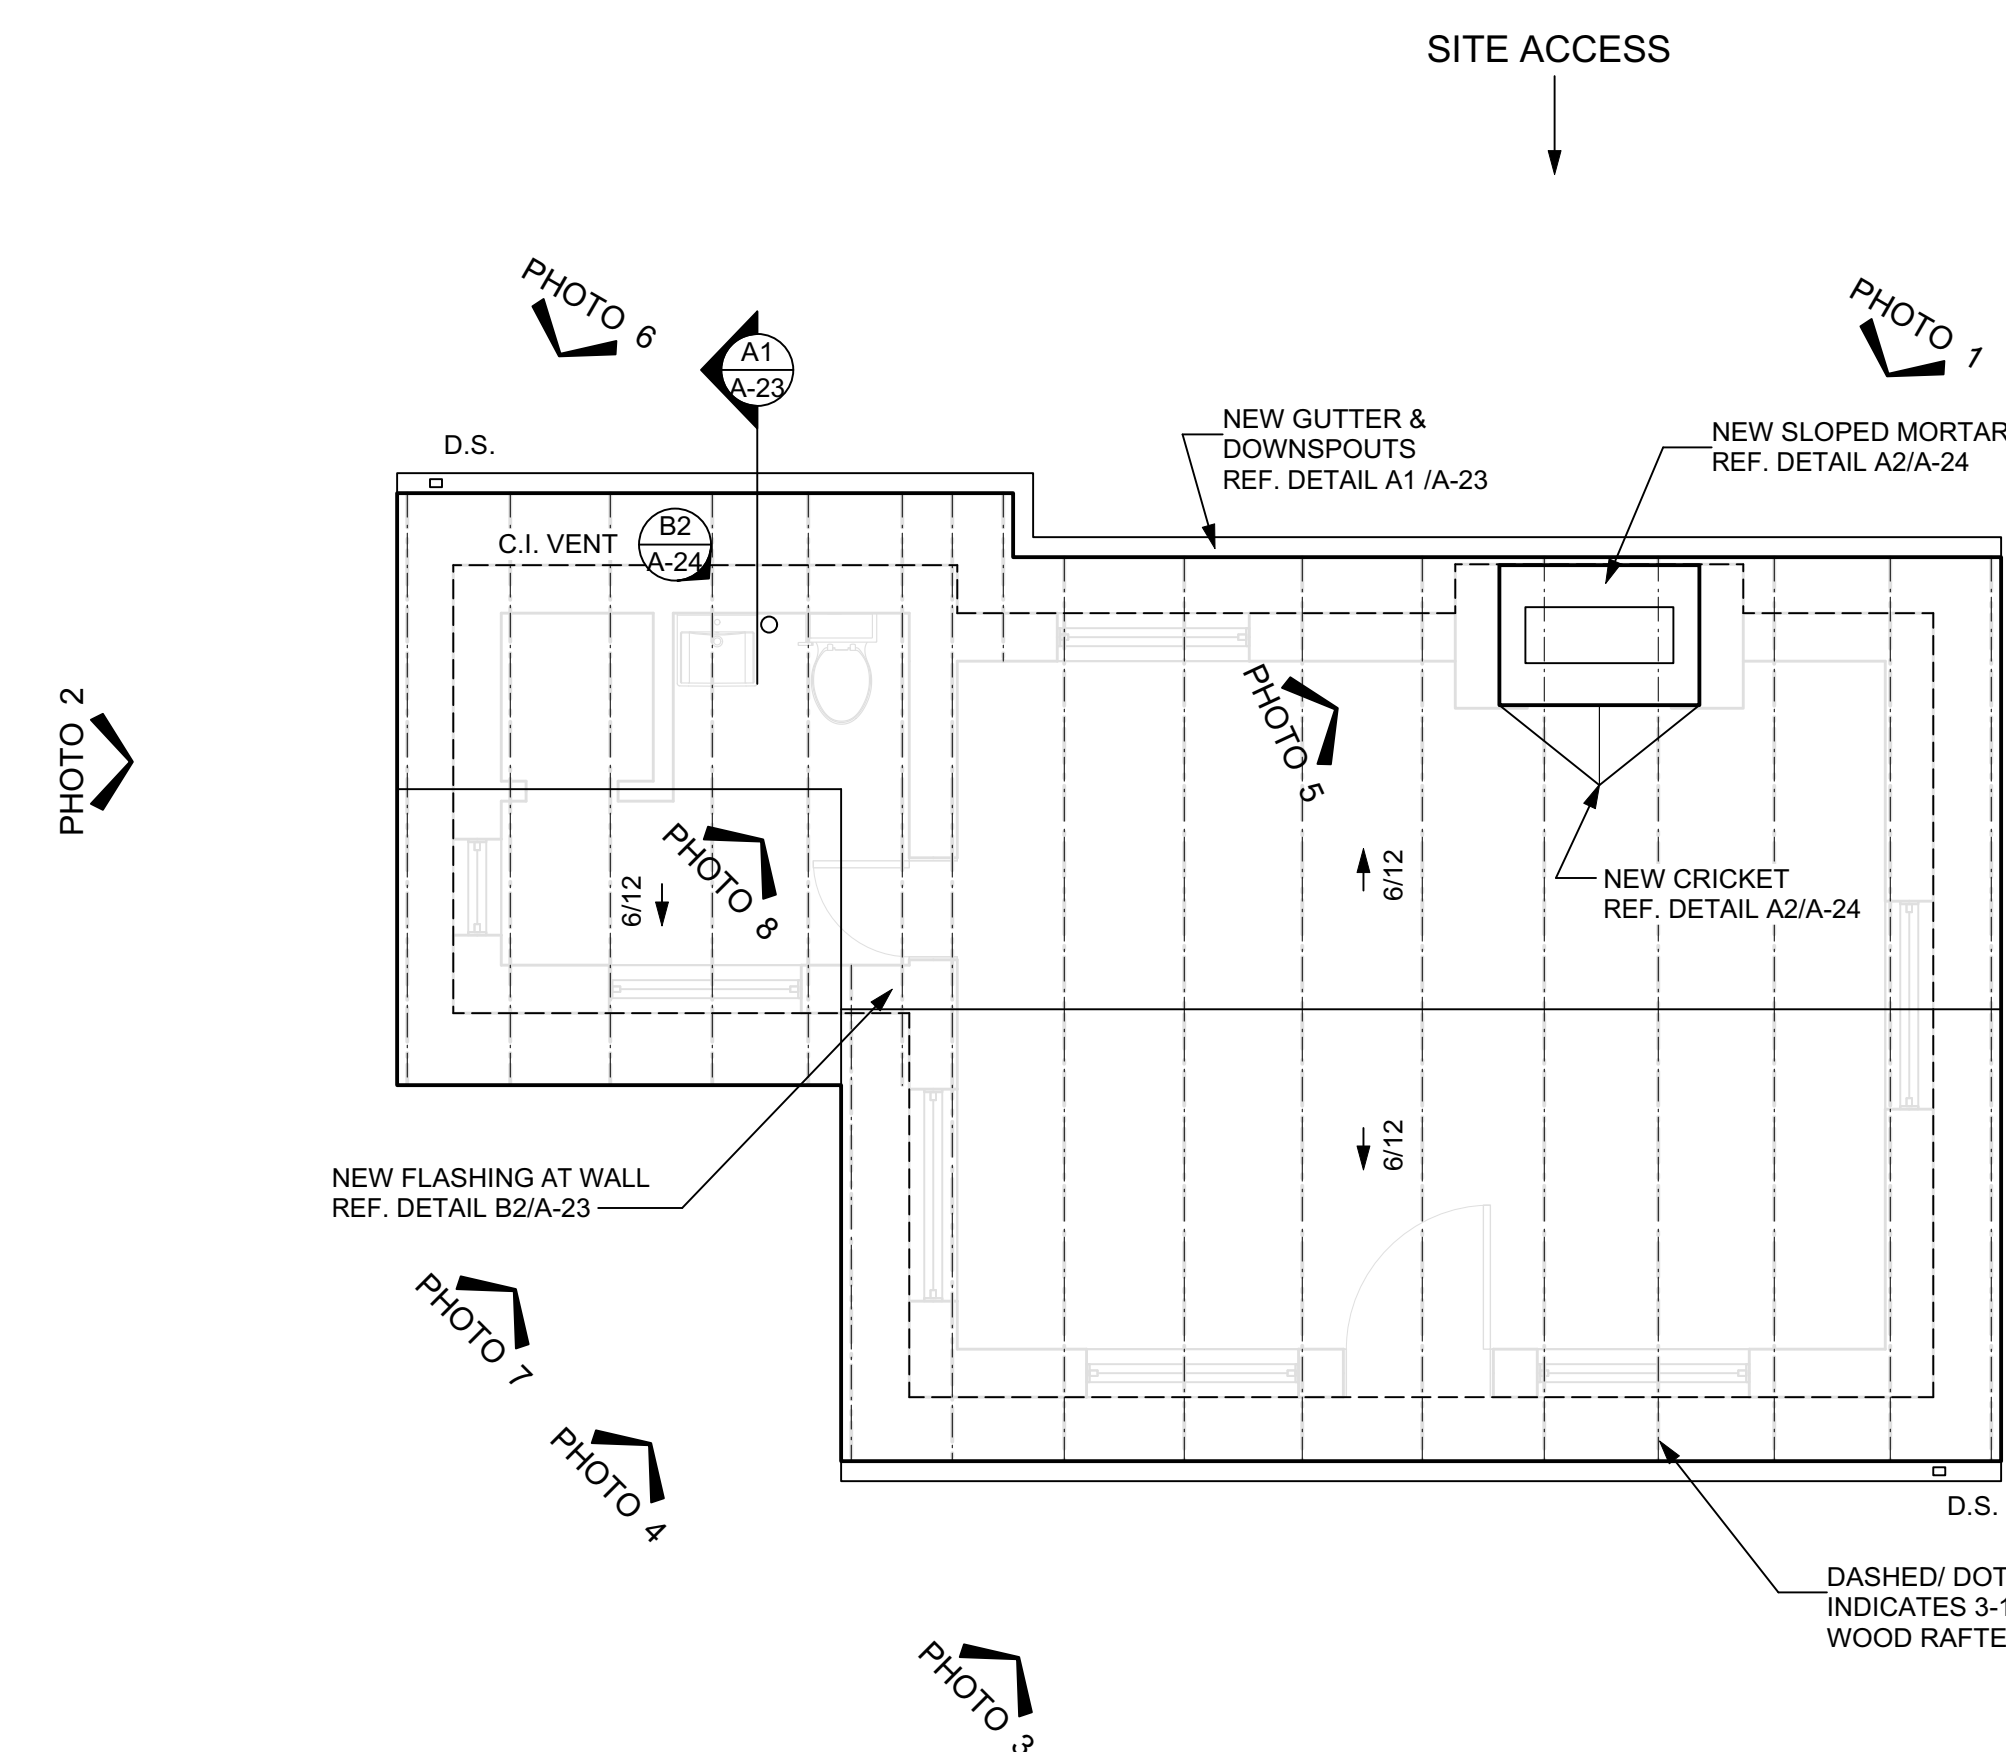 SITE ACCESS
PHOTO 6
PHOTO 1
A1
A-23
NEW GUTTER &
DOWNSPOUTS
REF. DETAIL A1 /A-23
NEW SLOPED MORTAR
REF. DETAIL A2/A-24
D.S.
C.I. VENT
B2
A-24
PHOTO 2
PHOTO 5
PHOTO 8
6/12
6/12
NEW CRICKET
REF. DETAIL A2/A-24
6/12
NEW FLASHING AT WALL
REF. DETAIL B2/A-23
PHOTO 7
PHOTO 4
D.S.
DASHED/ DOT
INDICATES 3-1
WOOD RAFTE
PHOTO 3